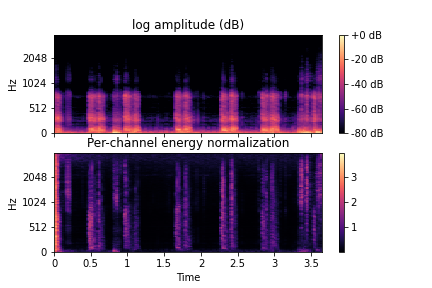 log amplitude (dB)
Hz
2048
1024
512
0
+0 dB
-20 dB
-40 dB
-60 dB
-80 dB
Per-channel energy normalization
Hz
2048
1024
512
0
3
2
1
0 0.5 1 1.5 2 2.5 3 3.5
Time